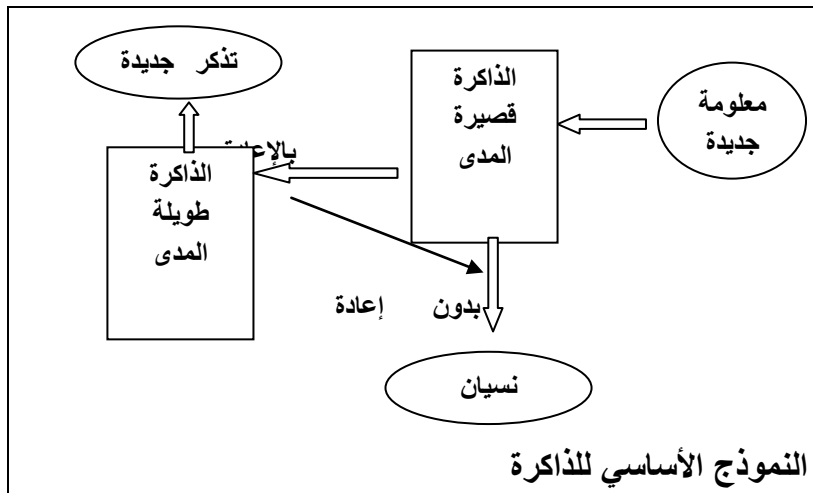 معلومة
جديدة
الذاكرة
قصيرة
المدى
تذكر جديدة
بالإعادة
الذاكرة
طويلة
المدى
بدون إعادة
نسيان
النموذج الأساسي للذاكرة